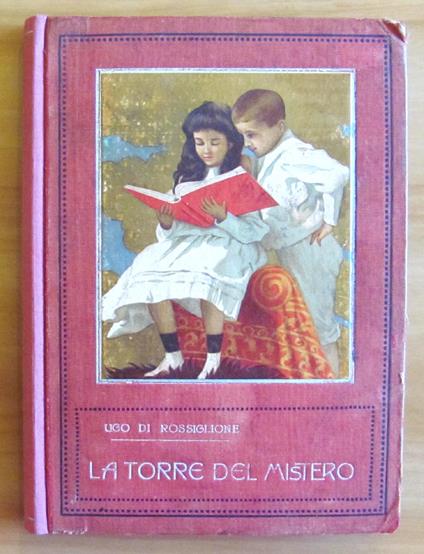 UGO DI ROSSIGLIONE
LA TORRE DEL MISTERO